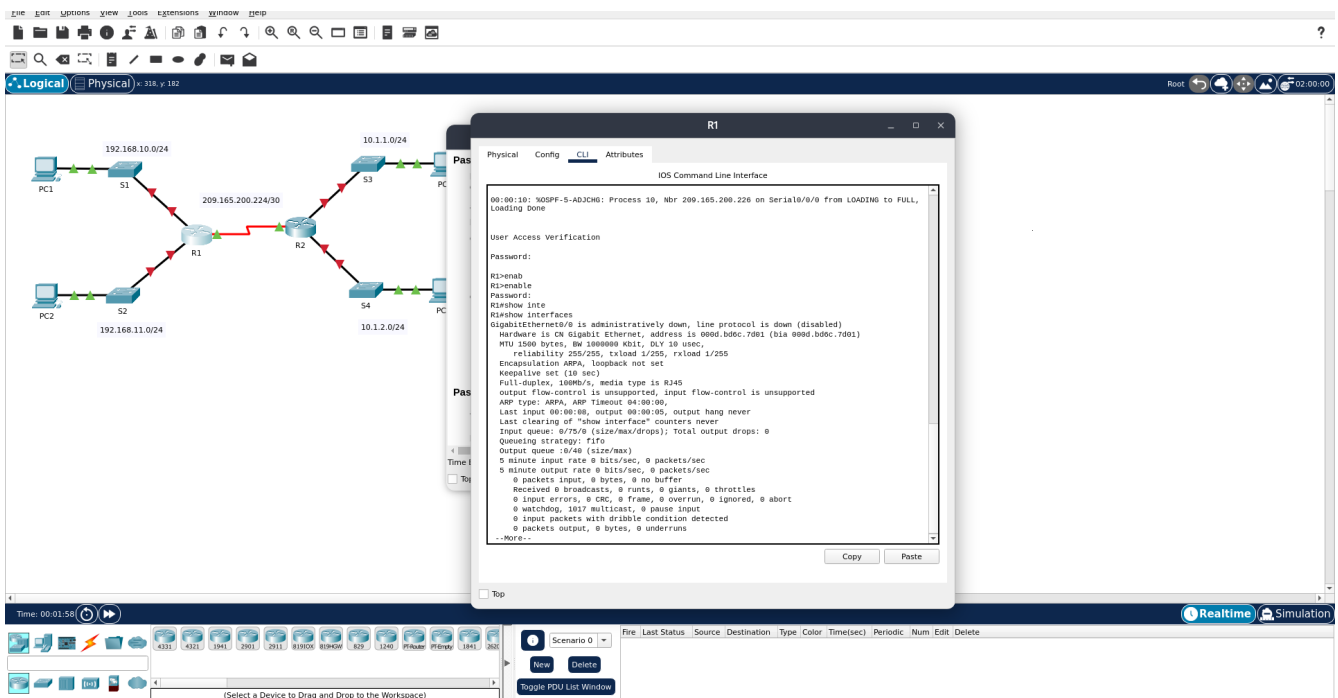 File Edit Options View Tools Extensions Window Help
?
Logical Physical x: 318, y: 182 Root 02:00:00
192.168.10.0/24
10.1.1.0/24
PC1
S1
S3
PC
209.165.200.224/30
R1
R2
PC2
S2
S4
PC
192.168.11.0/24
10.1.2.0/24
Pas
Pas
Time
To
R1
Physical Config CLI Attributes
IOS Command Line Interface
00:00:10: %OSPF-5-ADJCHG: Process 10, Nbr 209.165.200.226 on Serial0/0/0 from LOADING to FULL,
Loading Done
User Access Verification
Password:
R1>enab
R1>enable
Password:
R1#show inte
R1#show interfaces
GigabitEthernet0/0 is administratively down, line protocol is down (disabled)
Hardware is CN Gigabit Ethernet, address is 000d.bd6c.7d01 (bia 000d.bd6c.7d01)
MTU 1500 bytes, BW 1000000 Kbit, DLY 10 usec,
reliability 255/255, txload 1/255, rxload 1/255
Encapsulation ARPA, loopback not set
Keepalive set (10 sec)
Full-duplex, 100Mb/s, media type is RJ45
output flow-control is unsupported, input flow-control is unsupported
ARP type: ARPA, ARP Timeout 04:00:00,
Last input 00:00:08, output 00:00:05, output hang never
Last clearing of "show interface" counters never
Input queue: 0/75/0 (size/max/drops); Total output drops: 0
Queueing strategy: fifo
Output queue :0/40 (size/max)
5 minute input rate 0 bits/sec, 0 packets/sec
5 minute output rate 0 bits/sec, 0 packets/sec
0 packets input, 0 bytes, 0 no buffer
Received 0 broadcasts, 0 runts, 0 giants, 0 throttles
0 input errors, 0 CRC, 0 frame, 0 overrun, 0 ignored, 0 abort
0 watchdog, 1017 multicast, 0 pause input
0 input packets with dribble condition detected
0 packets output, 0 bytes, 0 underruns
--More--
Copy Paste
Top
Time: 00:01:58 Realtime Simulation
4331 4321 1941 2901 2911 819IOX 819HGW 829 1240 PT-Router PT-Empty 1841 2620
(Select a Device to Drag and Drop to the Workspace)
Scenario 0
New Delete
Toggle PDU List Window
Fire Last Status Source Destination Type Color Time(sec) Periodic Num Edit Delete